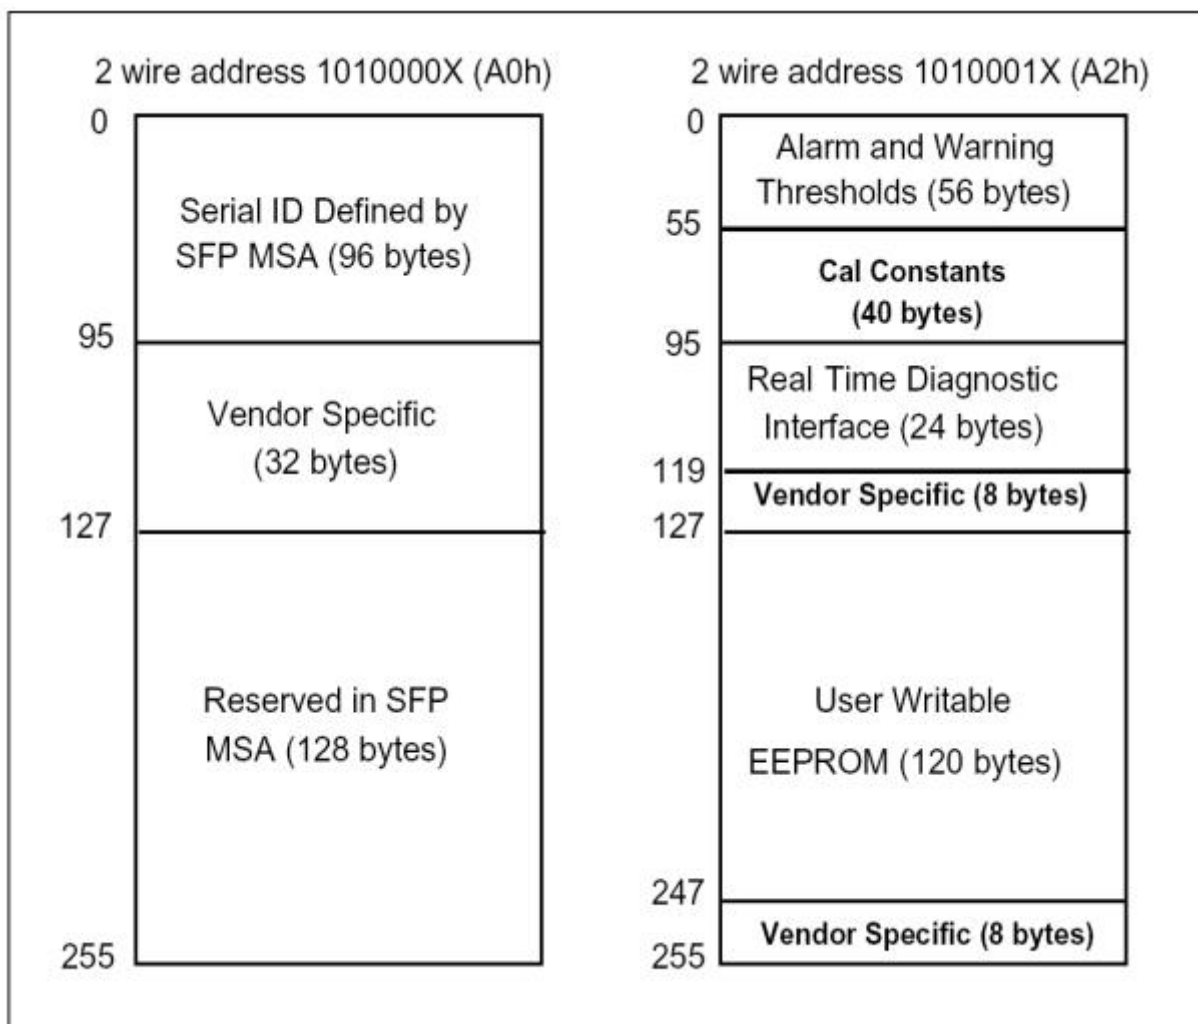 2 wire address 1010000X (A0h)
0
Serial ID Defined by
SFP MSA (96 bytes)
95
Vendor Specific
(32 bytes)
127
Reserved in SFP
MSA (128 bytes)
255
2 wire address 1010001X (A2h)
0
Alarm and Warning
Thresholds (56 bytes)
55
Cal Constants
(40 bytes)
95
Real Time Diagnostic
Interface (24 bytes)
119
Vendor Specific (8 bytes)
127
User Writable
EEPROM (120 bytes)
247
Vendor Specific (8 bytes)
255